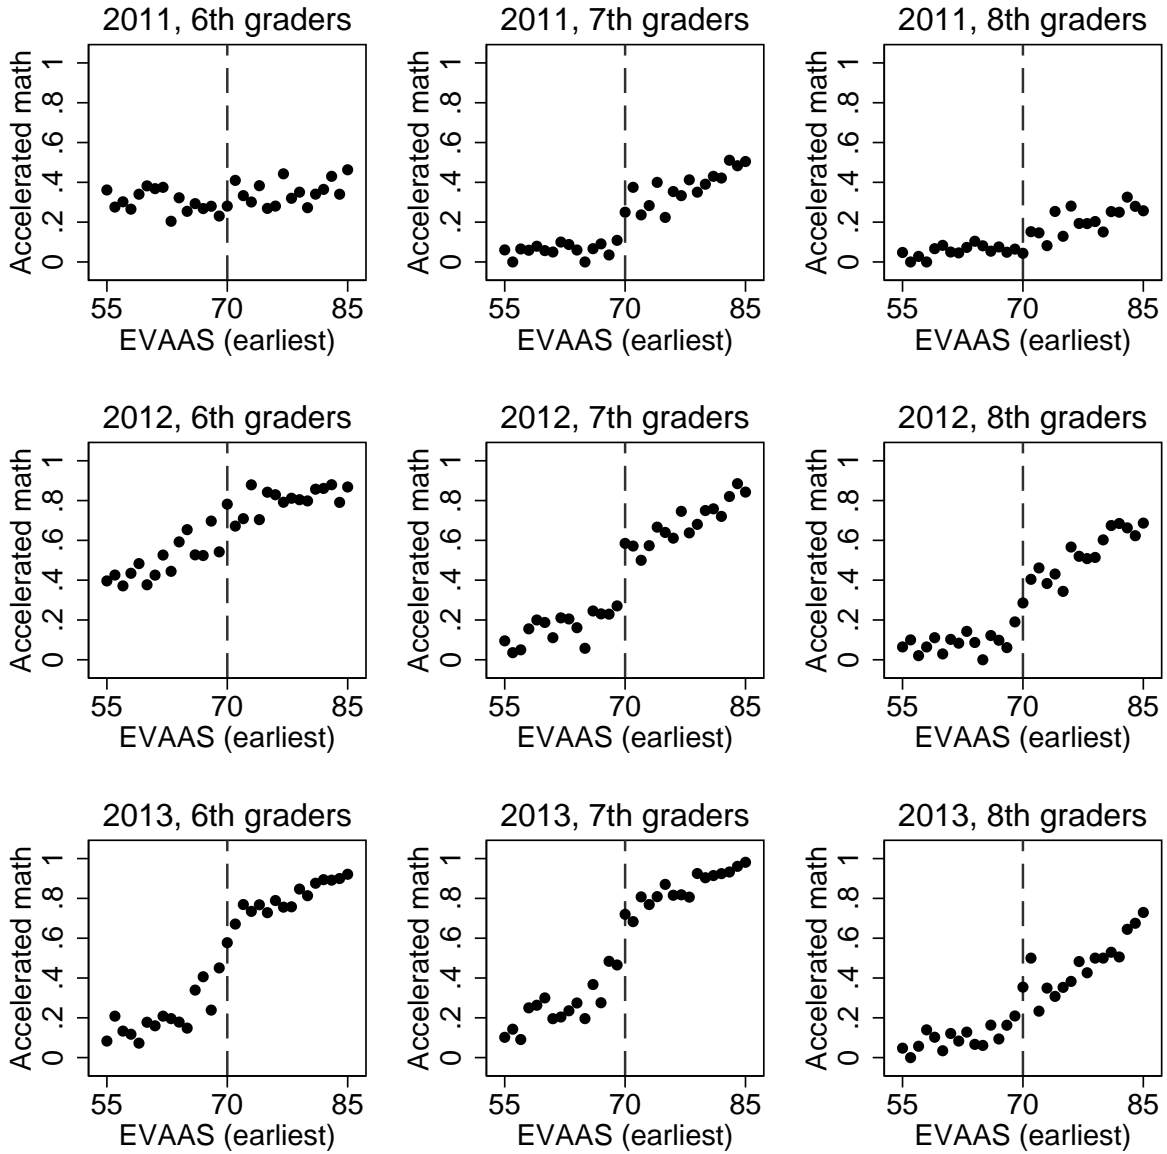 2011, 6th graders
Accelerated math
0 .2 .4 .6 .8 1
55 70 85
EVAAS (earliest)
2011, 7th graders
Accelerated math
0 .2 .4 .6 .8 1
55 70 85
EVAAS (earliest)
2011, 8th graders
Accelerated math
0 .2 .4 .6 .8 1
55 70 85
EVAAS (earliest)
2012, 6th graders
Accelerated math
0 .2 .4 .6 .8 1
55 70 85
EVAAS (earliest)
2012, 7th graders
Accelerated math
0 .2 .4 .6 .8 1
55 70 85
EVAAS (earliest)
2012, 8th graders
Accelerated math
0 .2 .4 .6 .8 1
55 70 85
EVAAS (earliest)
2013, 6th graders
Accelerated math
0 .2 .4 .6 .8 1
55 70 85
EVAAS (earliest)
2013, 7th graders
Accelerated math
0 .2 .4 .6 .8 1
55 70 85
EVAAS (earliest)
2013, 8th graders
Accelerated math
0 .2 .4 .6 .8 1
55 70 85
EVAAS (earliest)